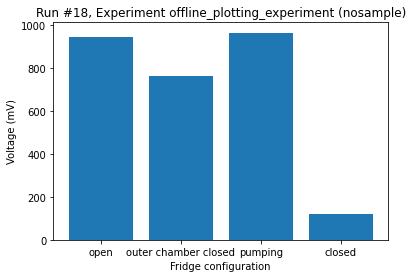 Run #18, Experiment offline_plotting_experiment (nosample)
1000
800
600
400
200
0
Voltage (mV)
open
outer chamber closed
pumping
closed
Fridge configuration